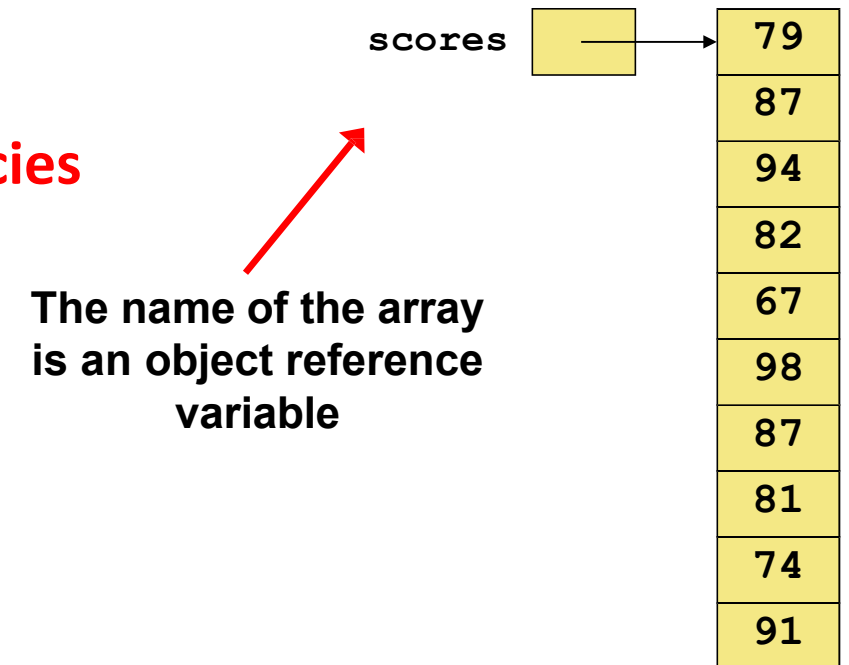 scores
79
87
cies
94
82
The name of the array
is an object reference
variable
67
98
87
81
74
91